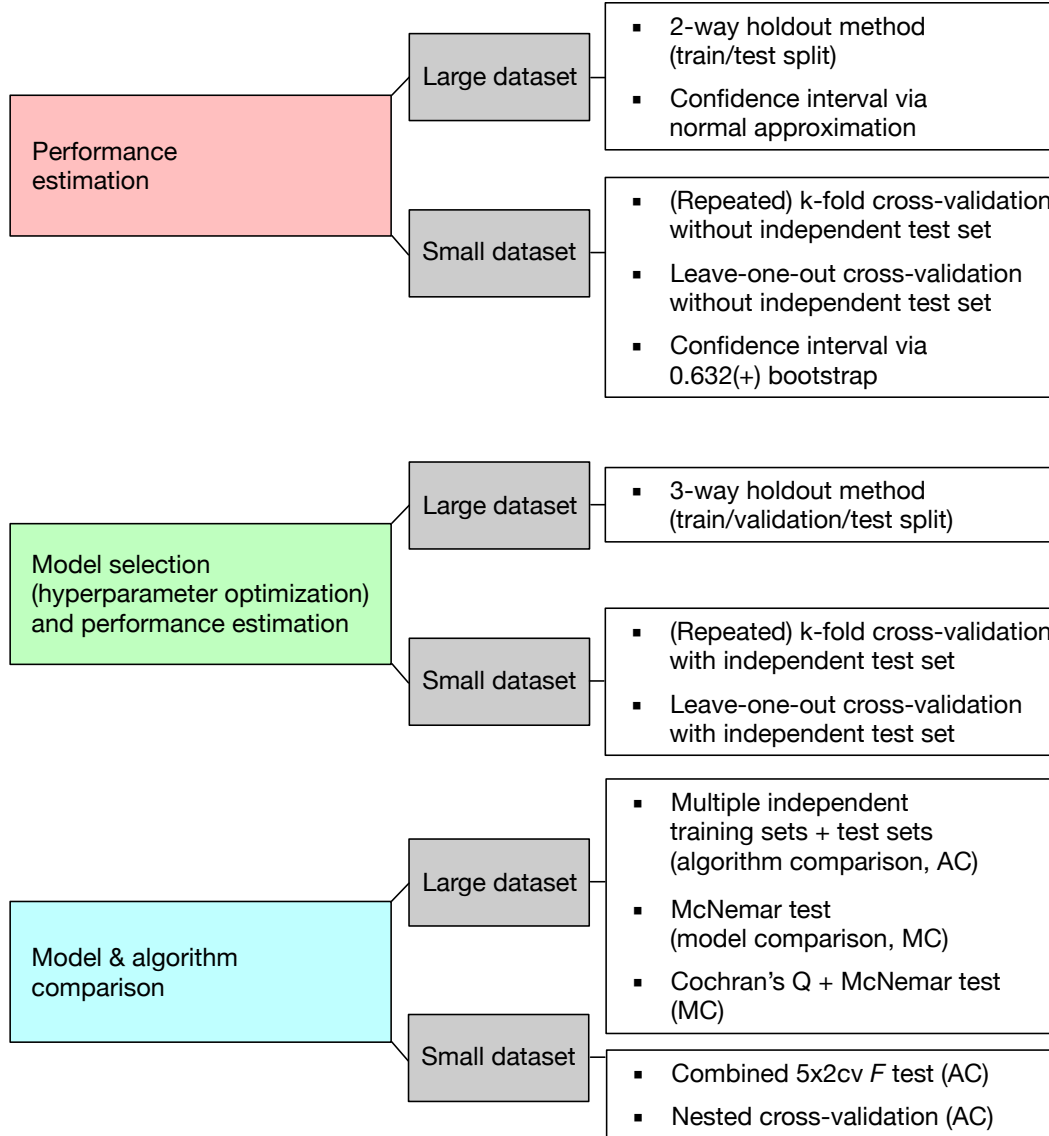 Performance
estimation
Large dataset
▪ 2-way holdout method
(train/test split)
▪ Confidence interval via
normal approximation
Small dataset
▪ (Repeated) k-fold cross-validation
without independent test set
▪ Leave-one-out cross-validation
without independent test set
▪ Confidence interval via
0.632(+) bootstrap
Model selection
(hyperparameter optimization)
and performance estimation
Large dataset
▪ 3-way holdout method
(train/validation/test split)
Small dataset
▪ (Repeated) k-fold cross-validation
with independent test set
▪ Leave-one-out cross-validation
with independent test set
Model & algorithm
comparison
Large dataset
▪ Multiple independent
training sets + test sets
(algorithm comparison, AC)
▪ McNemar test
(model comparison, MC)
▪ Cochran’s Q + McNemar test
(MC)
Small dataset
▪ Combined 5x2cv F test (AC)
▪ Nested cross-validation (AC)